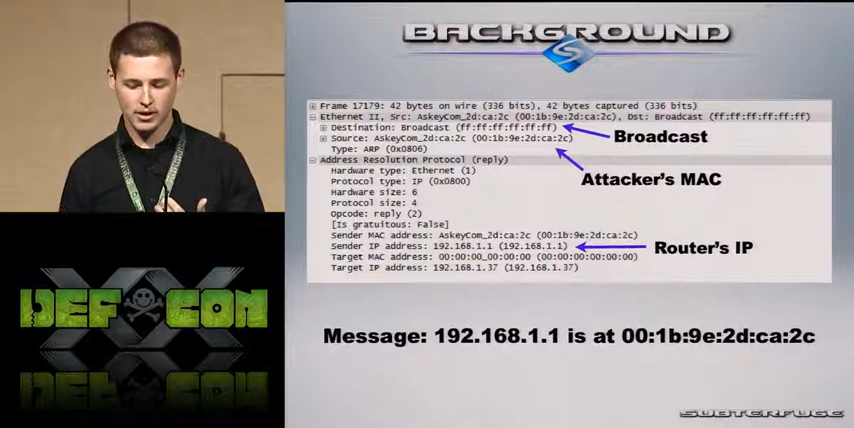 BACKGROUND
Frame 17179: 42 bytes on wire (336 bits), 42 bytes captured (336 bits)
Ethernet II, Src: AskeyCom_2d:ca:2c (00:1b:9e:2d:ca:2c), Dst: Broadcast (ff:ff:ff:ff:ff:ff)
Destination: Broadcast (ff:ff:ff:ff:ff:ff)
Broadcast
Source: AskeyCom_2d:ca:2c (00:1b:9e:2d:ca:2c)
Type: ARP (0x0806)
Address Resolution Protocol (reply)
Hardware type: Ethernet (1)
Attacker's MAC
Protocol type: IP (0x0800)
Hardware size: 6
Protocol size: 4
Opcode: reply (2)
[Is gratuitous: False]
Sender MAC address: AskeyCom_2d:ca:2c (00:1b:9e:2d:ca:2c)
Sender IP address: 192.168.1.1 (192.168.1.1)
Router's IP
Target MAC address: 00:00:00_00:00:00 (00:00:00:00:00:00)
Target IP address: 192.168.1.37 (192.168.1.37)
Message: 192.168.1.1 is at 00:1b:9e:2d:ca:2c
DEF CON
XX
SUBTERFUGE